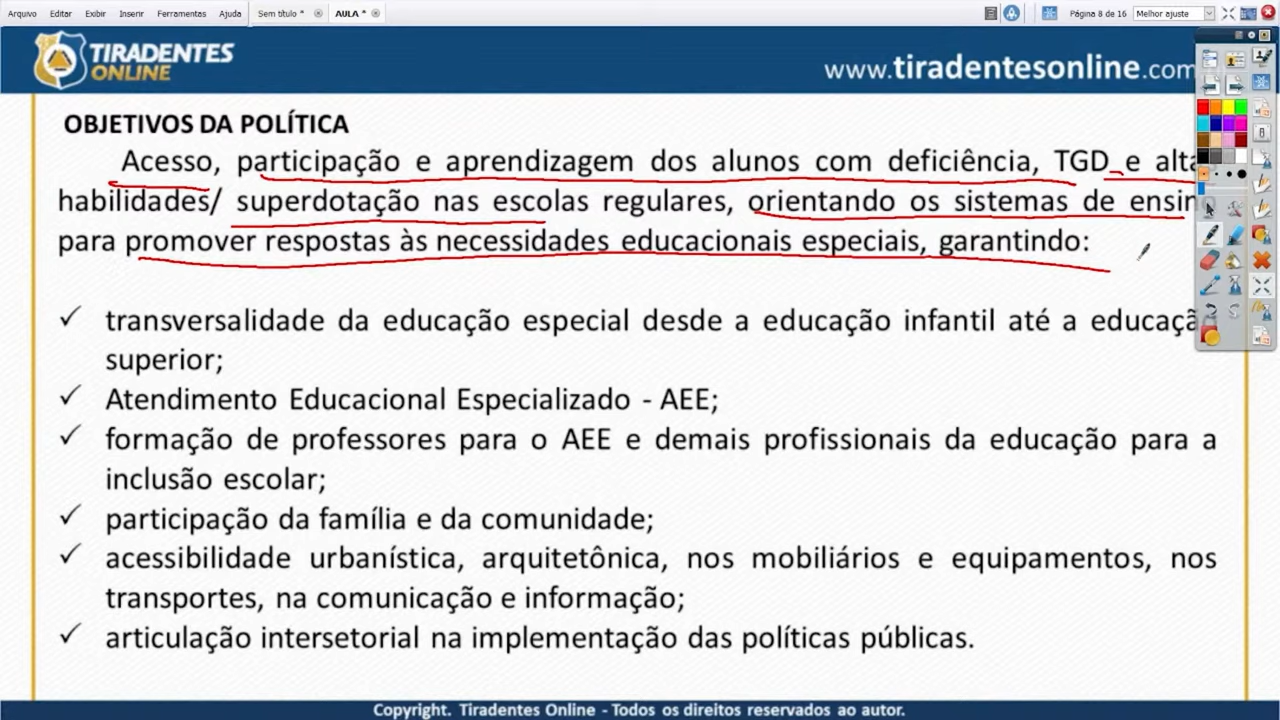 Arquivo Editar Exibir Inserir Ferramentas Ajuda Sem título * AULA * Página 8 de 16 Melhor ajuste
TIRADENTES
ONLINE
www.tiradentesonline.com
OBJETIVOS DA POLÍTICA
Acesso, participação e aprendizagem dos alunos com deficiência, TGD e alta
habilidades/ superdotação nas escolas regulares, orientando os sistemas de ensino
para promover respostas às necessidades educacionais especiais, garantindo:
✓ transversalidade da educação especial desde a educação infantil até a educação
superior;
✓ Atendimento Educacional Especializado - AEE;
✓ formação de professores para o AEE e demais profissionais da educação para a
inclusão escolar;
✓ participação da família e da comunidade;
✓ acessibilidade urbanística, arquitetônica, nos mobiliários e equipamentos, nos
transportes, na comunicação e informação;
✓ articulação intersetorial na implementação das políticas públicas.
Copyright. Tiradentes Online - Todos os direitos reservados ao autor.